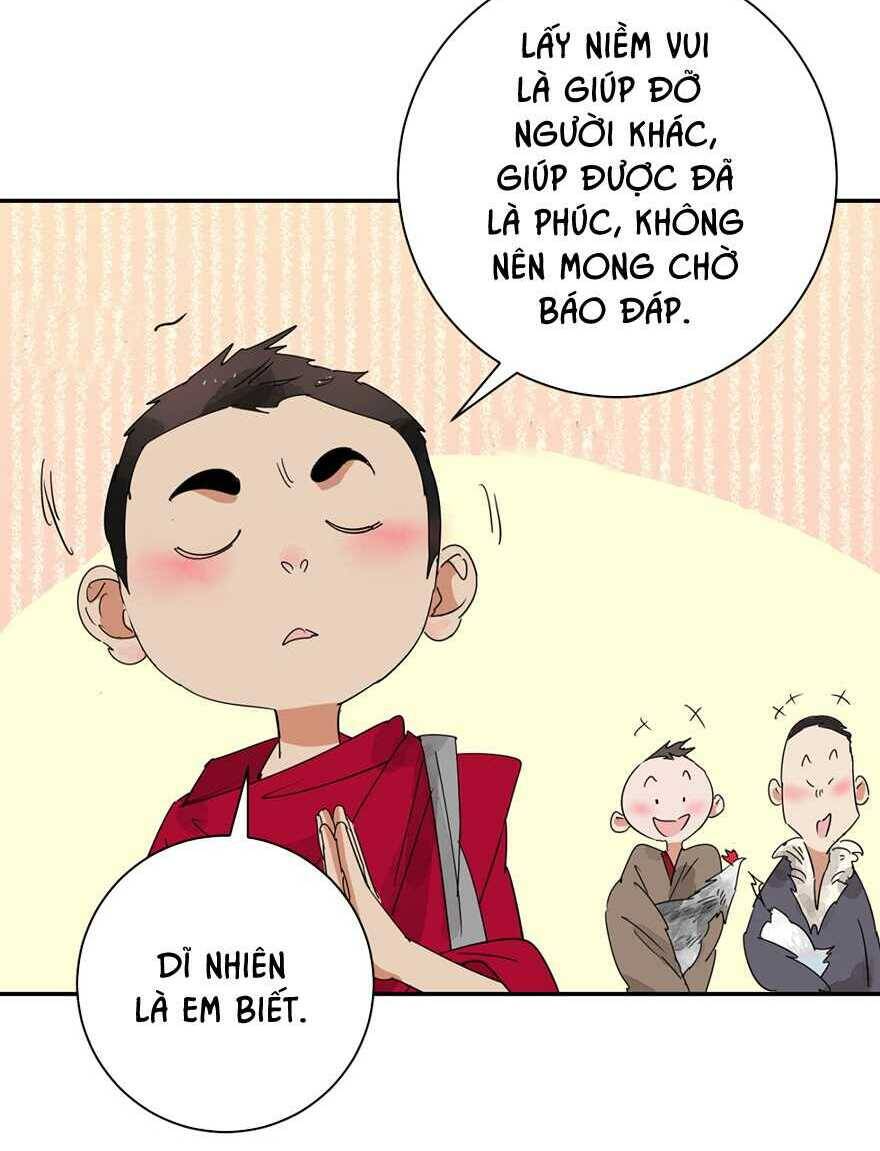 LẤY NIỀM VUI
LÀ GIÚP ĐỠ
NGƯỜI KHÁC,
GIÚP ĐƯỢC ĐÃ
LÀ PHÚC, KHÔNG
NÊN MONG CHỜ
BÁO ĐÁP.
DĨ NHIÊN
LÀ EM BIẾT.